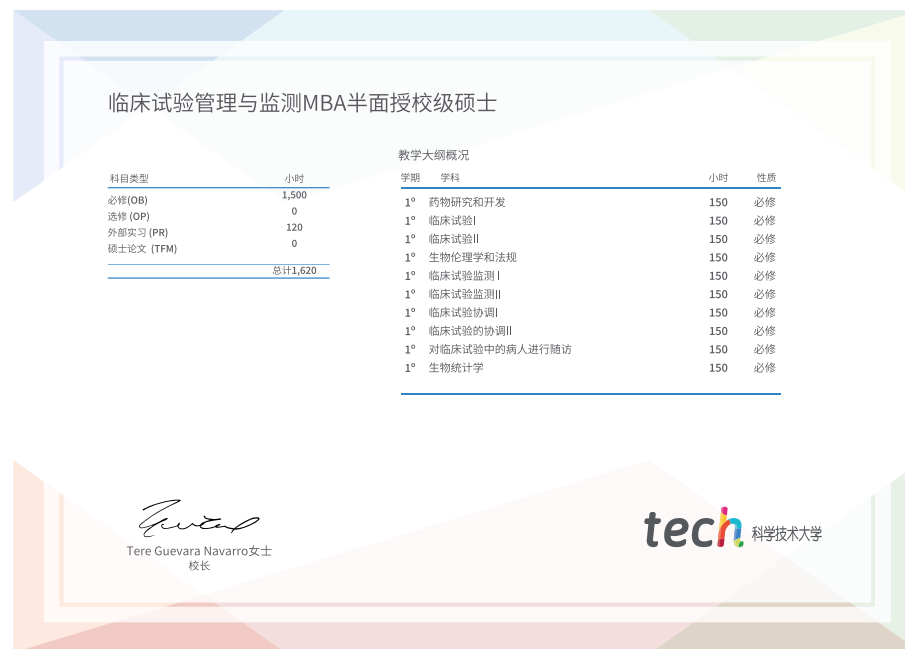 临床试验管理与监测MBA半面授校级硕士
科目类型 小时
必修(OB) 1,500
选修 (OP) 0
外部实习 (PR) 120
硕士论文 (TFM) 0
总计1,620
教学大纲概况
学期 学科 小时 性质
1º 药物研究和开发 150 必修
1º 临床试验I 150 必修
1º 临床试验II 150 必修
1º 生物伦理学和法规 150 必修
1º 临床试验监测 I 150 必修
1º 临床试验监测II 150 必修
1º 临床试验协调I 150 必修
1º 临床试验的协调II 150 必修
1º 对临床试验中的病人进行随访 150 必修
1º 生物统计学 150 必修
Tere Guevara Navarro女士
校长
tech 科学技术大学